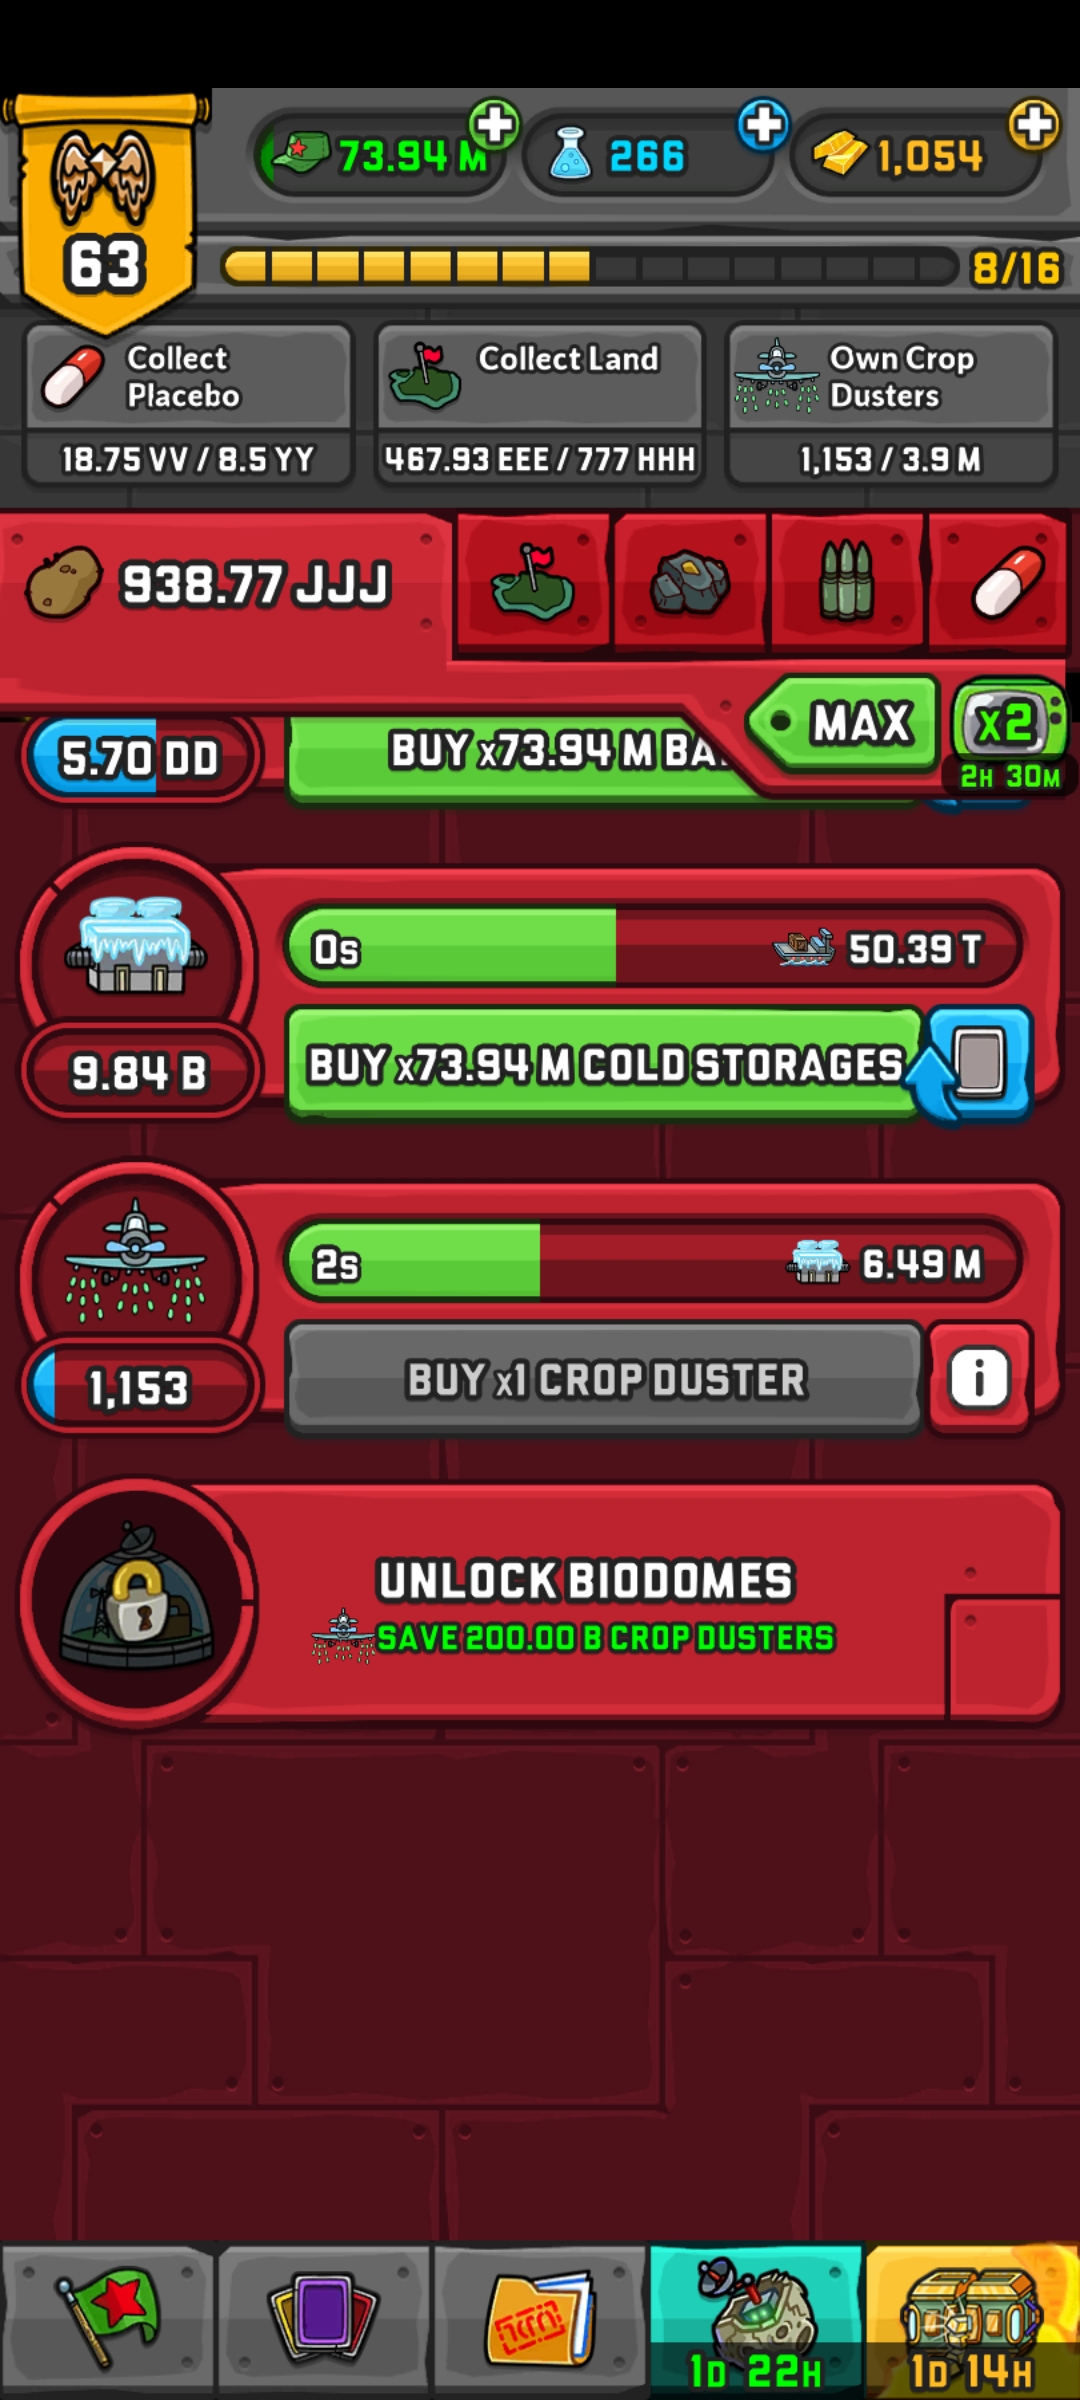 73.94 M
266
1,054
63
8/16
Collect
Placebo
18.75 VV / 8.5 YY
Collect Land
467.93 EEE / 777 HHH
Own Crop
Dusters
1,153 / 3.9 M
938.77 JJJ
MAX
x2
2H 30M
5.70 DD
BUY x73.94 M
0s
50.39 T
9.84 B
BUY x73.94 M COLD STORAGES
2s
6.49 M
1,153
BUY x1 CROP DUSTER
i
UNLOCK BIODOMES
SAVE 200.00 B CROP DUSTERS
1D 22H
1D 14H